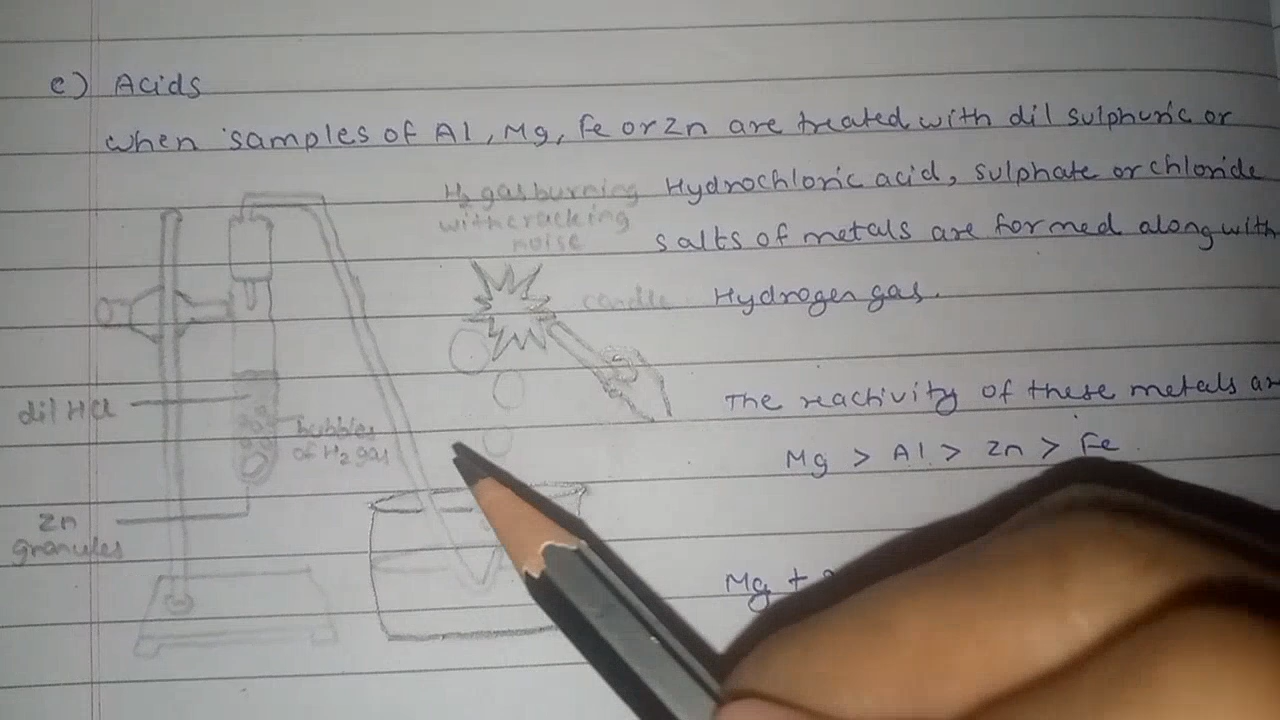 e) Acids
When samples of Al, Mg, Fe or Zn are treated with dil sulphuric or
Hydrochloric acid, sulphate or chloride
salts of metals are formed along with
Hydrogen gas.
H2 gas burning
with cracking
noise
candle
dil HCl
bubbles
of H2 gas
Zn
granules
The reactivity of these metals ar
Mg > Al > Zn > Fe
Mg +